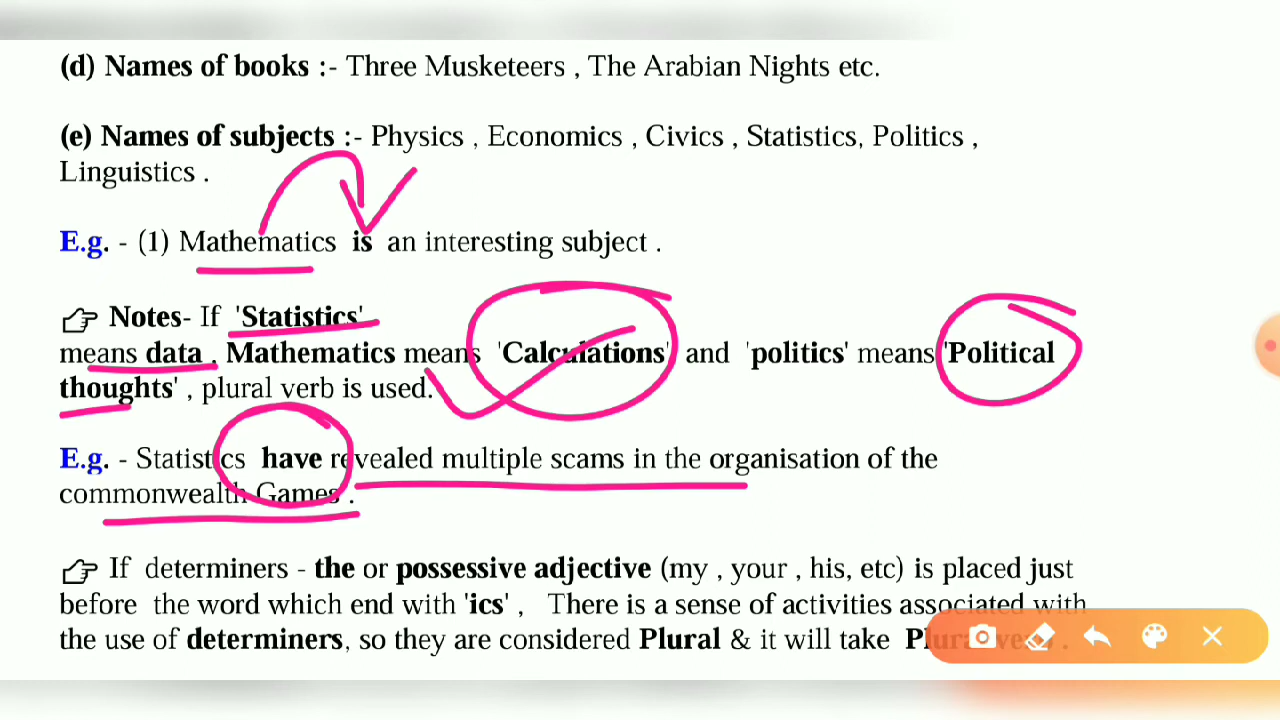 (d) Names of books :- Three Musketeers , The Arabian Nights etc.
(e) Names of subjects :- Physics , Economics , Civics , Statistics, Politics ,
Linguistics .
E.g. - (1) Mathematics is an interesting subject .
Notes- If 'Statistics'
means data . Mathematics means 'Calculations' and 'politics' means 'Political
thoughts' , plural verb is used.
E.g. - Statistics have revealed multiple scams in the organisation of the
commonwealth Games .
If determiners - the or possessive adjective (my , your , his, etc) is placed just
before the word which end with 'ics' , There is a sense of activities associated with
the use of determiners, so they are considered Plural & it will take